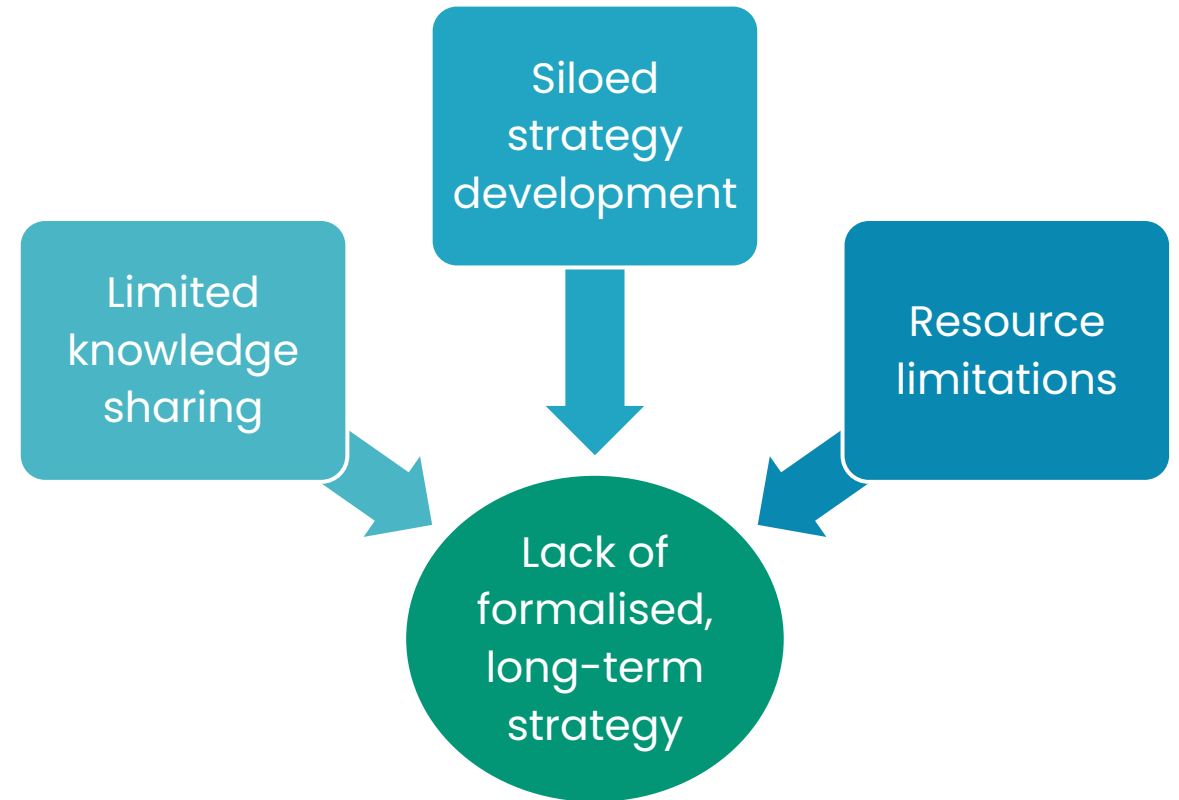 Siloed
strategy
development
Limited
knowledge
sharing
Resource
limitations
Lack of
formalised,
long-term
strategy